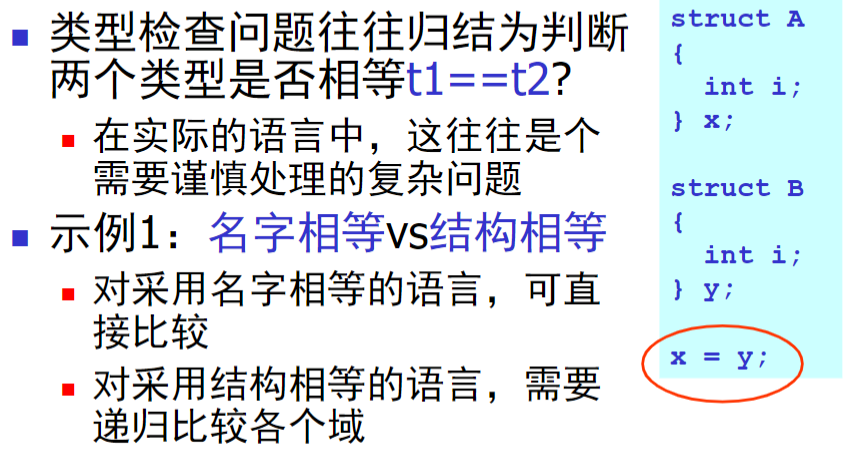 类型检查问题往往归结为判断
两个类型是否相等t1==t2?
在实际的语言中，这往往是个
需要谨慎处理的复杂问题
示例1：名字相等vs结构相等
对采用名字相等的语言，可直
接比较
对采用结构相等的语言，需要
递归比较各个域
struct A
{
  int i;
} x;
struct B
{
  int i;
} y;
x = y;